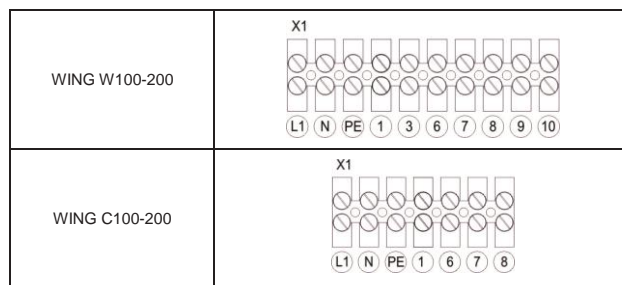 WING W100-200
X1
L1 N PE 1 3 6 7 8 9 10
WING C100-200
X1
L1 N PE 1 6 7 8